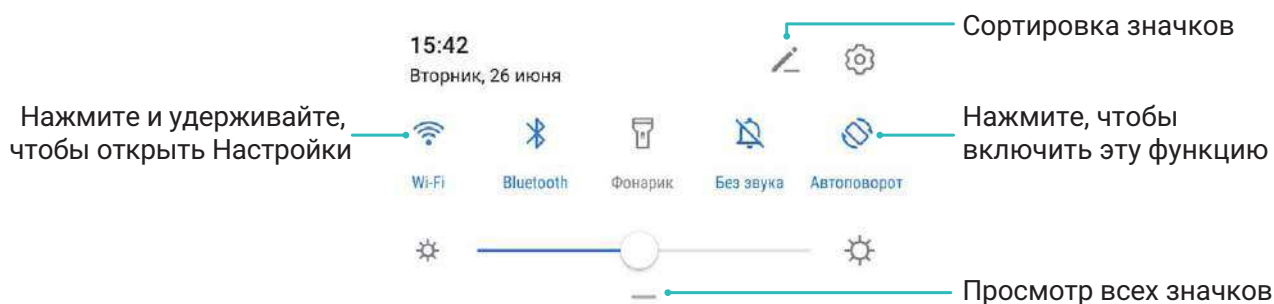 Сортировка значков
15:42
Вторник, 26 июня
Нажмите и удерживайте,
чтобы открыть Настройки
Нажмите, чтобы
включить эту функцию
Wi-Fi
Bluetooth
Фонарик
Без звука
Автоповорот
Просмотр всех значков